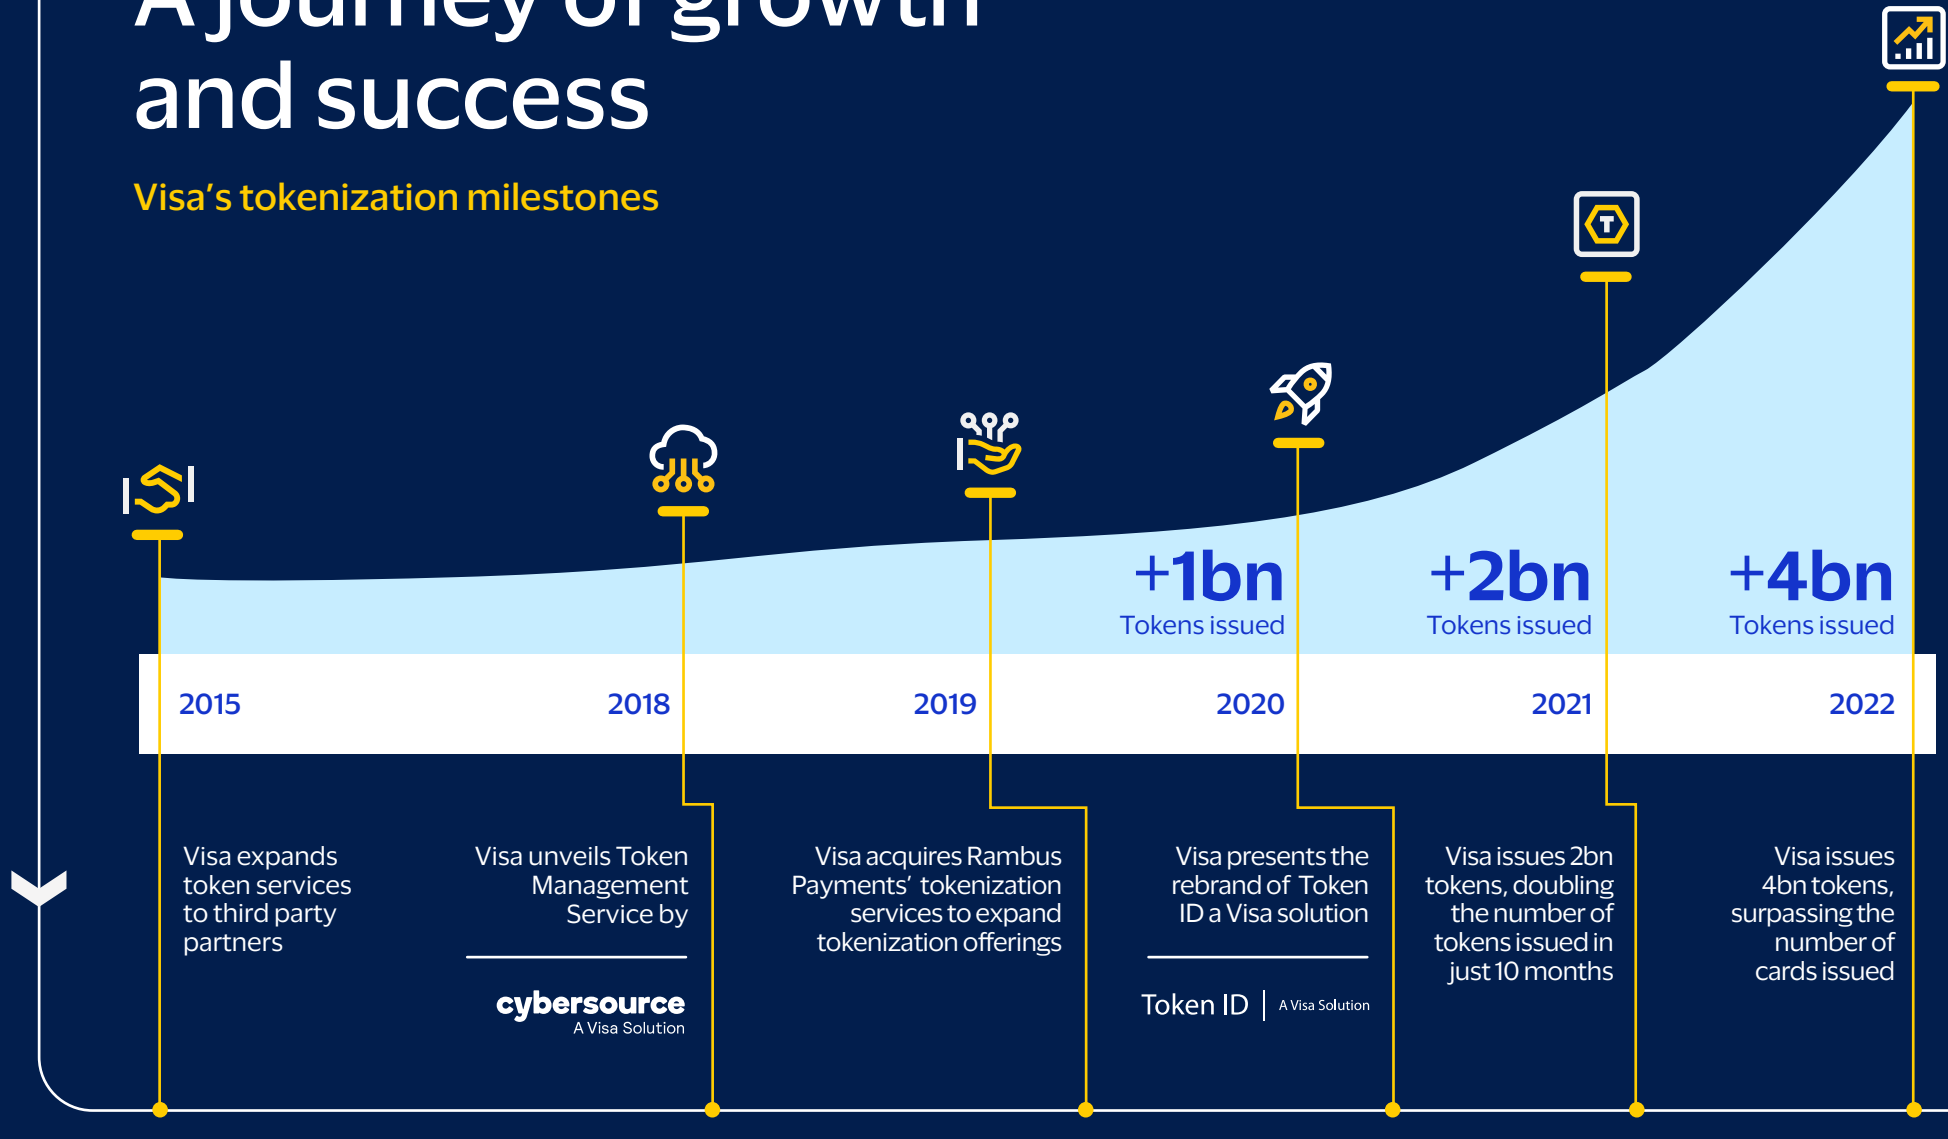 A journey of growth
and success
Visa's tokenization milestones
T
+1bn
Tokens issued
+2bn
Tokens issued
+4bn
Tokens issued
2015
2018
2019
2020
2021
2022
Visa expands
token services
to third party
partners
Visa unveils Token
Management
Service by
cybersource
A Visa Solution
Visa acquires Rambus
Payments' tokenization
services to expand
tokenization offerings
Visa presents the
rebrand of Token
ID a Visa solution
Token ID | A Visa Solution
Visa issues 2bn
tokens, doubling
the number of
tokens issued in
just 10 months
Visa issues
4bn tokens,
surpassing the
number of
cards issued